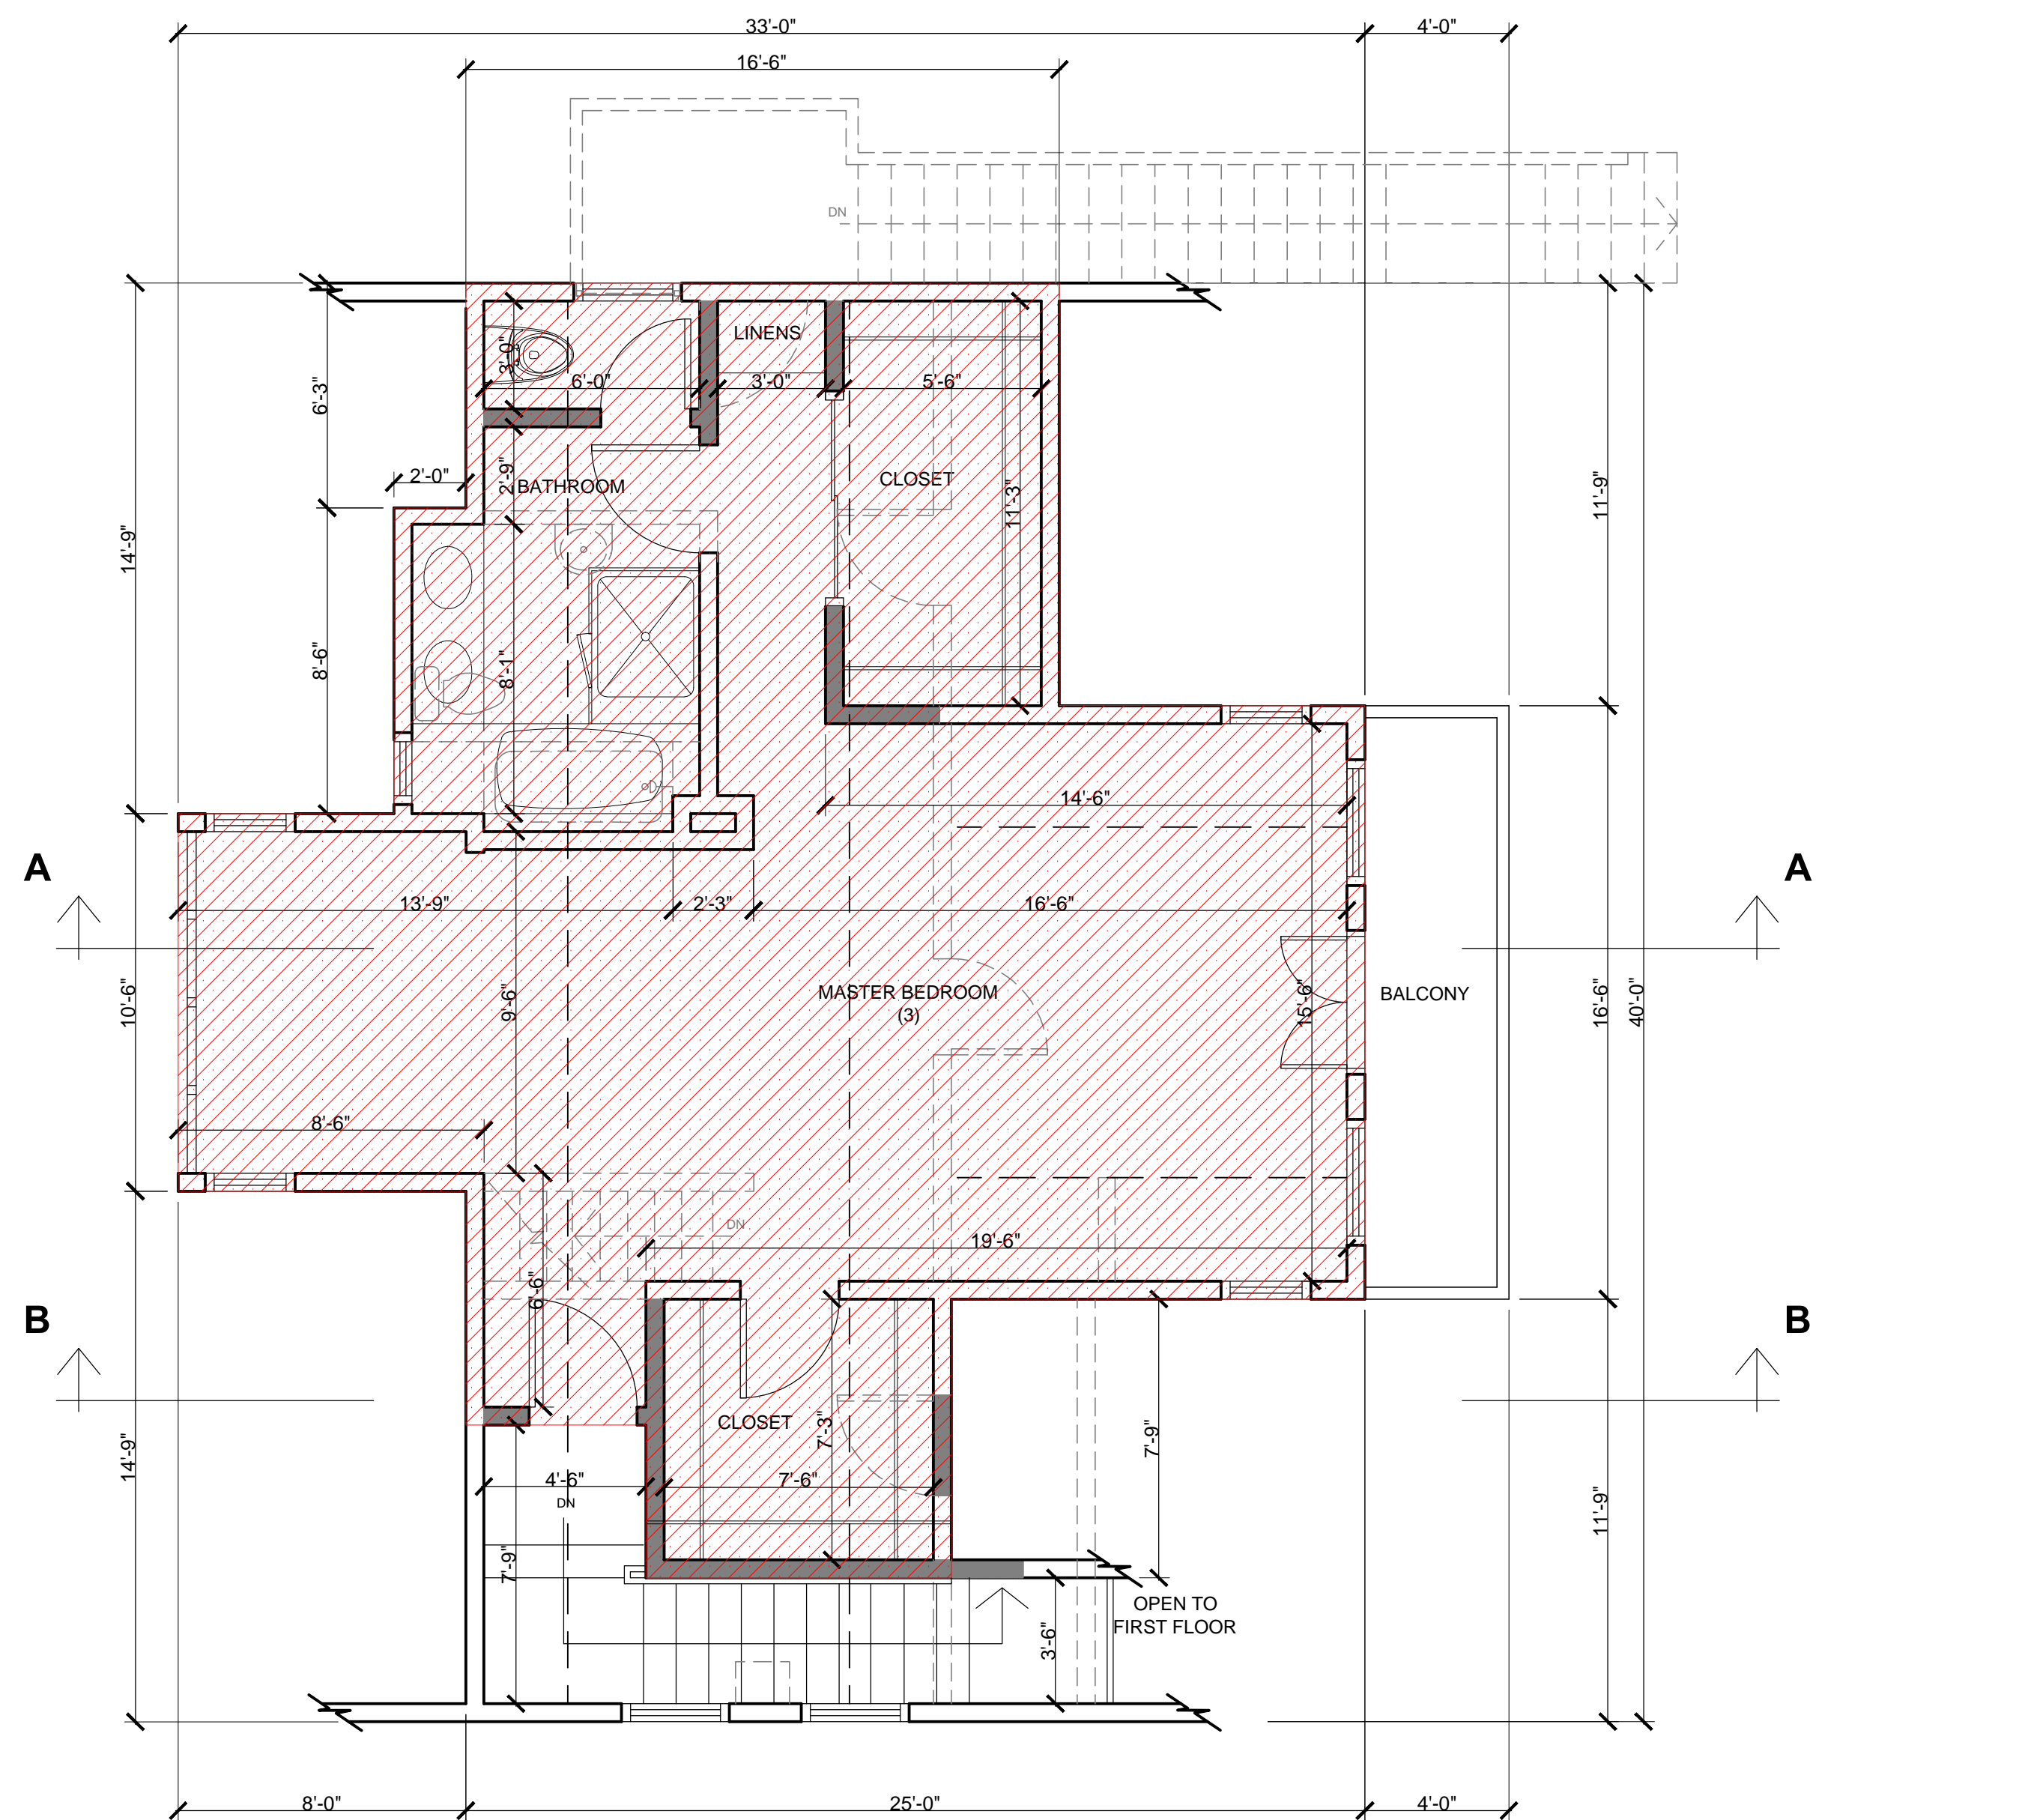 33'-0"
4'-0"
16'-6"
DN
LINENS
3'-0"
6'-0"
3'-0"
5'-6"
6'-3"
2'-0"
2'-9"
BATHROOM
CLOSET
11'-3"
11'-9"
14'-9"
8'-6"
8'-1"
14'-6"
A
A
13'-9"
2'-3"
16'-6"
10'-6"
9'-6"
MASTER BEDROOM
(3)
15'-6"
BALCONY
16'-6"
40'-0"
8'-6"
DN
19'-6"
6'-6"
B
B
CLOSET
7'-3"
7'-9"
14'-9"
4'-6"
7'-6"
DN
11'-9"
7'-9"
OPEN TO
FIRST FLOOR
3'-6"
8'-0"
25'-0"
4'-0"